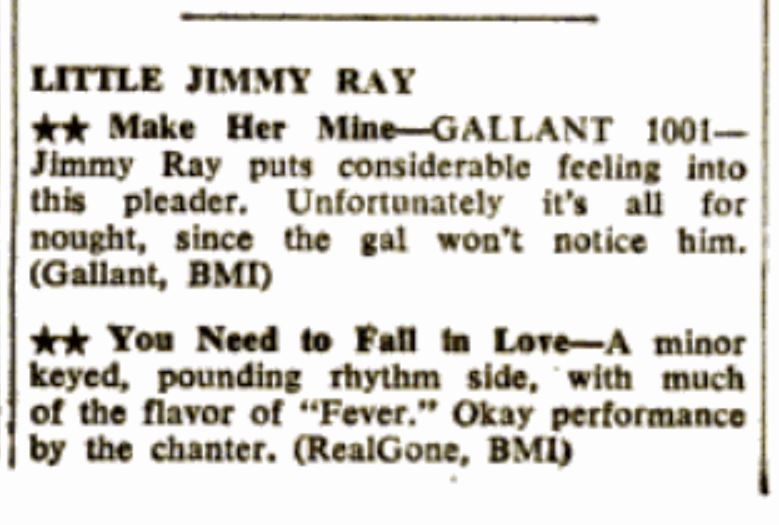 LITTLE JIMMY RAY
★★ Make Her Mine—GALLANT 1001—
Jimmy Ray puts considerable feeling into
this pleader. Unfortunately it's all for
nought, since the gal won't notice him.
(Gallant, BMI)
★★ You Need to Fall in Love—A minor
keyed, pounding rhythm side, with much
of the flavor of "Fever." Okay performance
by the chanter. (RealGone, BMI)